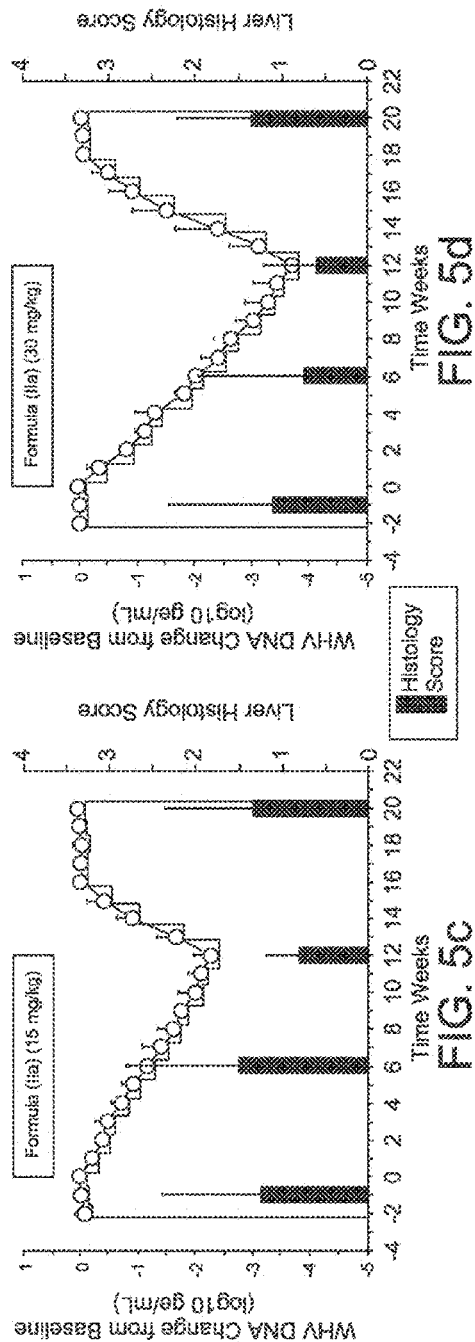 Formula (IIa) (15 mg/kg)
WHV DNA Change from Baseline
(log10 ge/mL)
1
0
-1
-2
-3
-4
-5
Liver Histology Score
4
3
2
1
0
-4 -2 0 2 4 6 8 10 12 14 16 18 20 22
Time Weeks
FIG. 5c
Histology
Score
Formula (IIa) (30 mg/kg)
WHV DNA Change from Baseline
(log10 ge/mL)
1
0
-1
-2
-3
-4
-5
Liver Histology Score
4
3
2
1
0
-4 -2 0 2 4 6 8 10 12 14 16 18 20 22
Time Weeks
FIG. 5d